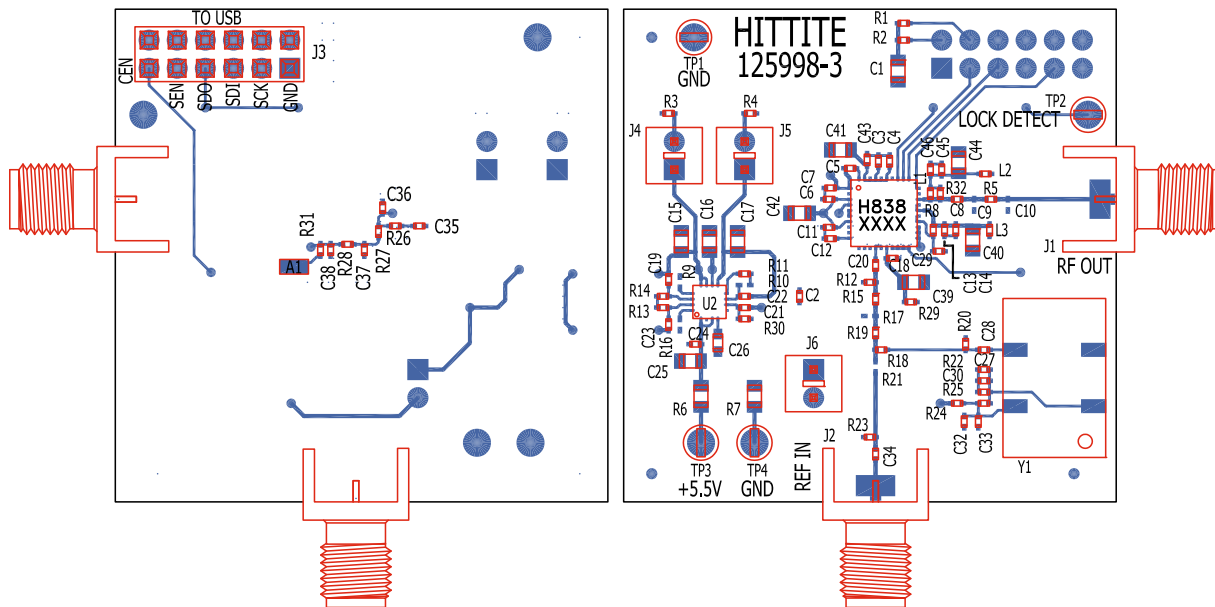 TO USB
J3
CEN
SEN
SDO
SDI
SCK
GND
C36
R31
R26
C35
A1
C38
R28
C37
R27
HITTITE
125998-3
TP1
GND
R1
R2
C1
TP2
LOCK DETECT
R3
R4
J4
J5
C41
C43
C3
C4
C46
C45
C44
L1
L2
C5
C7
C6
C42
H838
XXXX
R32
R5
R8
C8
C9
C10
L3
C40
J1
RF OUT
C11
C12
C15
C16
C17
C20
C18
C29
C13
C14
C19
R9
R11
R10
R14
R13
U2
C22
C21
R30
C2
R12
R15
C39
R29
R17
C23
R16
C24
C25
C26
R19
R18
R20
C28
J6
R21
R22
C27
C30
R25
R24
R6
R7
R23
J2
C34
C32
C33
Y1
TP3
+5.5V
TP4
GND
REF IN